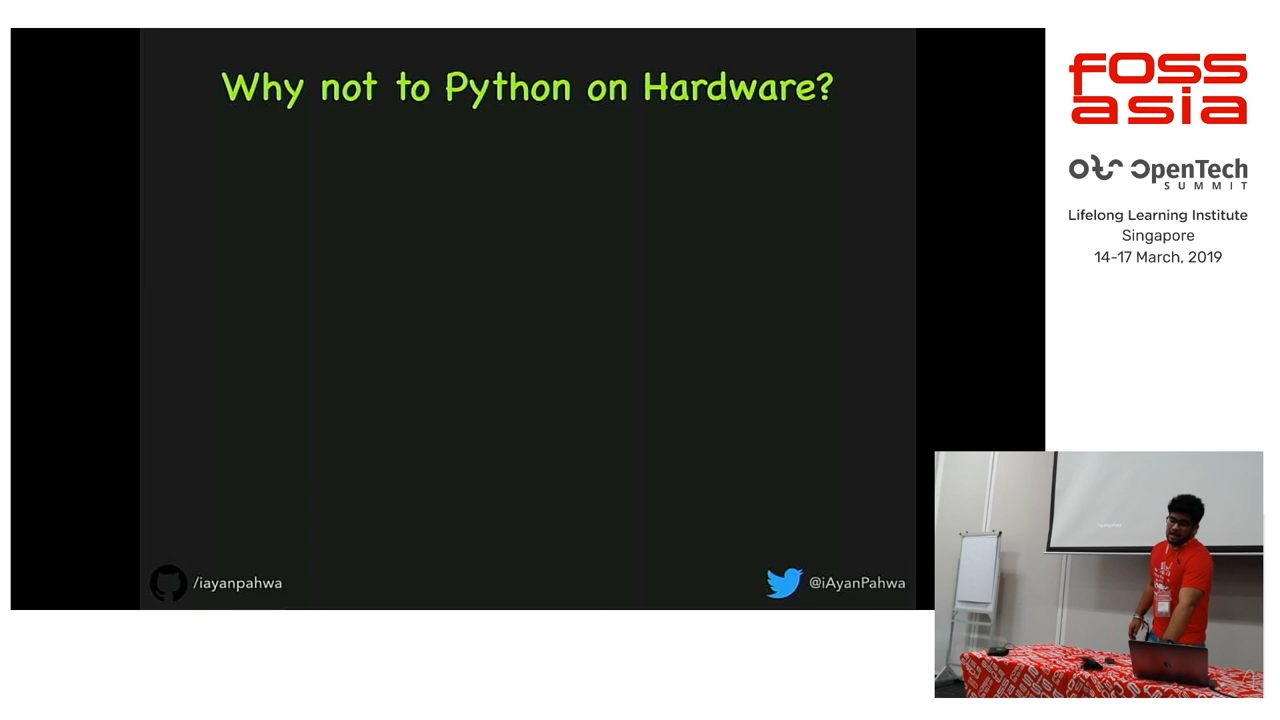 Why not to Python on Hardware?
/iayanpahwa
@iAyanPahwa
fOSS
asia
OpenTech
SUMMIT
Lifelong Learning Institute
Singapore
14-17 March, 2019